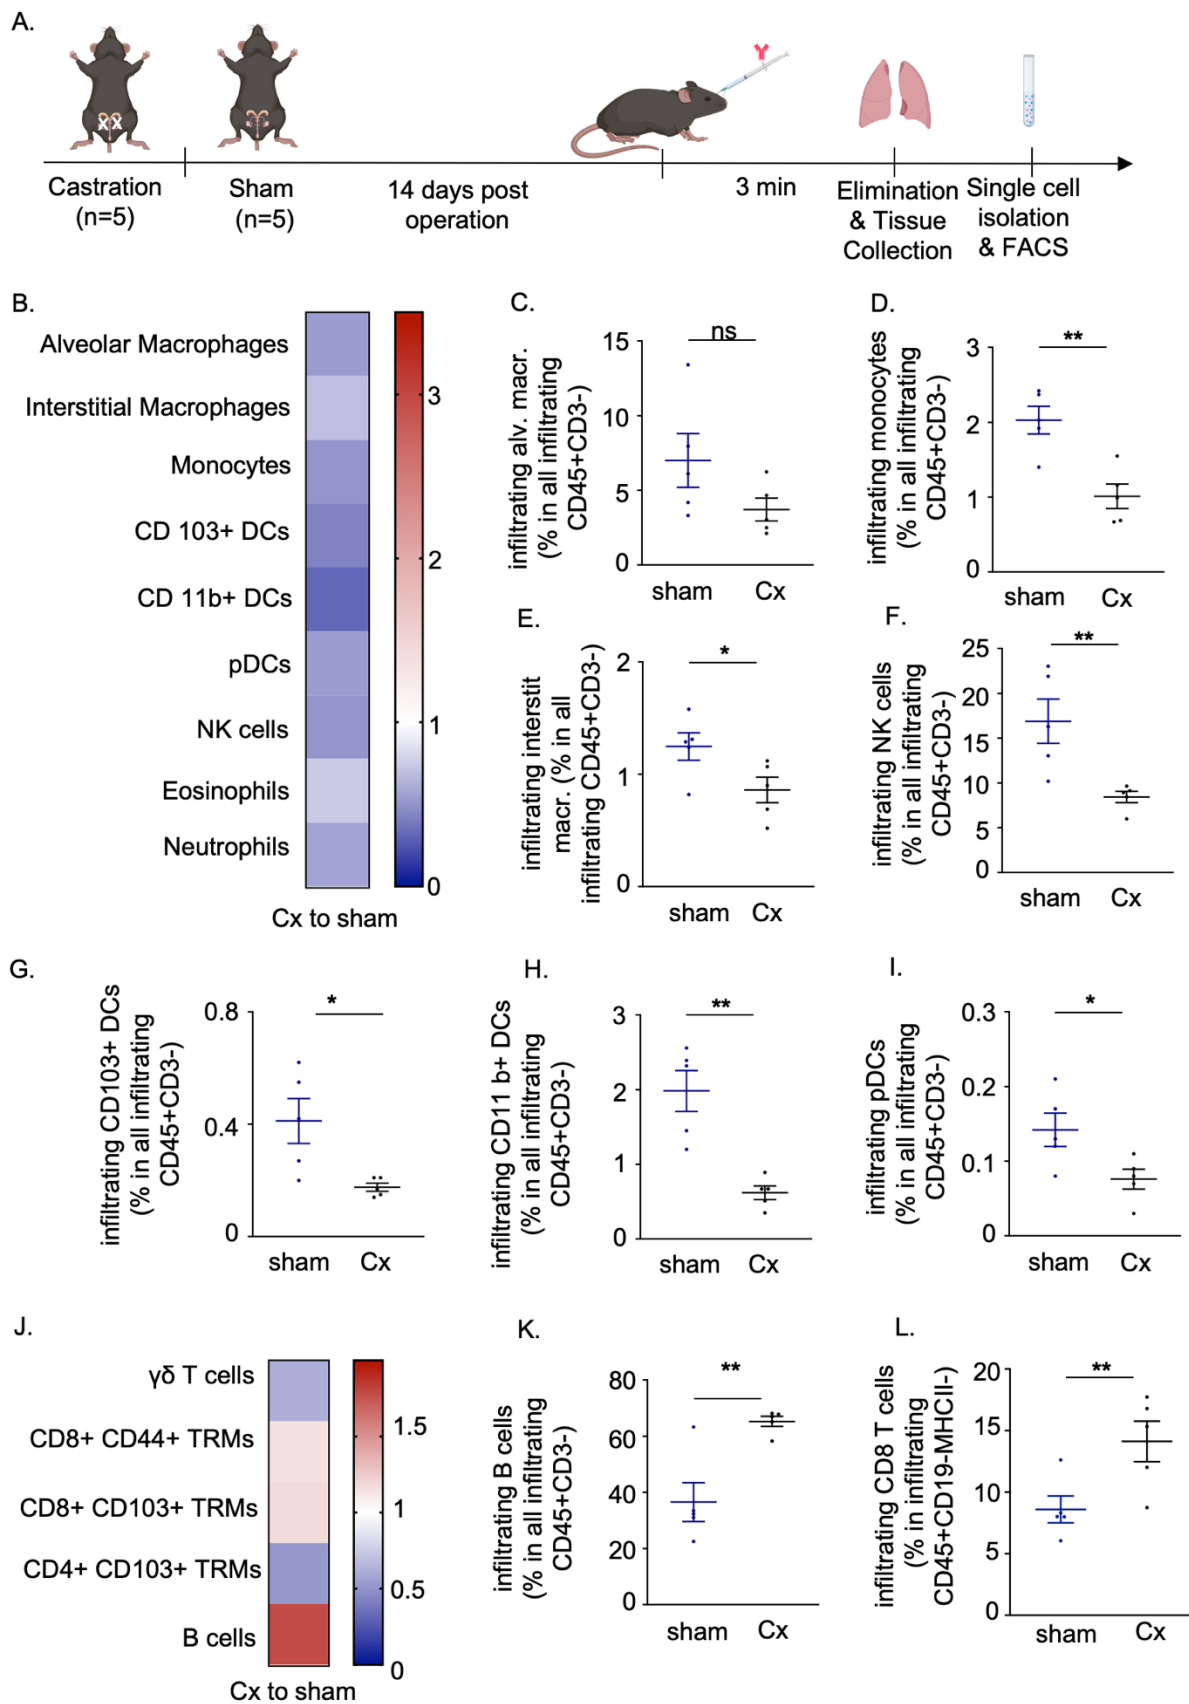 A.
Castration
(n=5)
Sham
(n=5)
14 days post
operation
3 min
Elimination
& Tissue
Collection
Single cell
isolation
& FACS
B.
Alveolar Macrophages
Interstitial Macrophages
Monocytes
CD 103+ DCs
CD 11b+ DCs
pDCs
NK cells
Eosinophils
Neutrophils
3
2
1
0
Cx to sham
C.
infiltrating alv. macr.
(% in all infiltrating
CD45+CD3-)
15
10
5
0
ns
sham
Cx
D.
infiltrating monocytes
(% in all infiltrating
CD45+CD3-)
3
2
1
0
**
sham
Cx
E.
infiltrating interstit
macr. (% in all
infiltrating CD45+CD3-)
2
1
0
*
sham
Cx
F.
infiltrating NK cells
(% in all infiltrating
CD45+CD3-)
25
20
15
10
5
0
**
sham
Cx
G.
infiltrating CD103+ DCs
(% in all infiltrating
CD45+CD3-)
0.8
0.4
0
*
sham
Cx
H.
infiltrating CD11 b+ DCs
(% in all infiltrating
CD45+CD3-)
3
2
1
0
**
sham
Cx
I.
infiltrating pDCs
(% in all infiltrating
CD45+CD3-)
0.3
0.2
0.1
0
*
sham
Cx
J.
γδ T cells
CD8+ CD44+ TRMs
CD8+ CD103+ TRMs
CD4+ CD103+ TRMs
B cells
1.5
1
0.5
0
Cx to sham
K.
infiltrating B cells
(% in all infiltrating
CD45+CD3-)
80
60
40
20
0
**
sham
Cx
L.
infiltrating CD8 T cells
(% in infiltrating
CD45+CD19-MHCII-)
20
15
10
5
0
**
sham
Cx